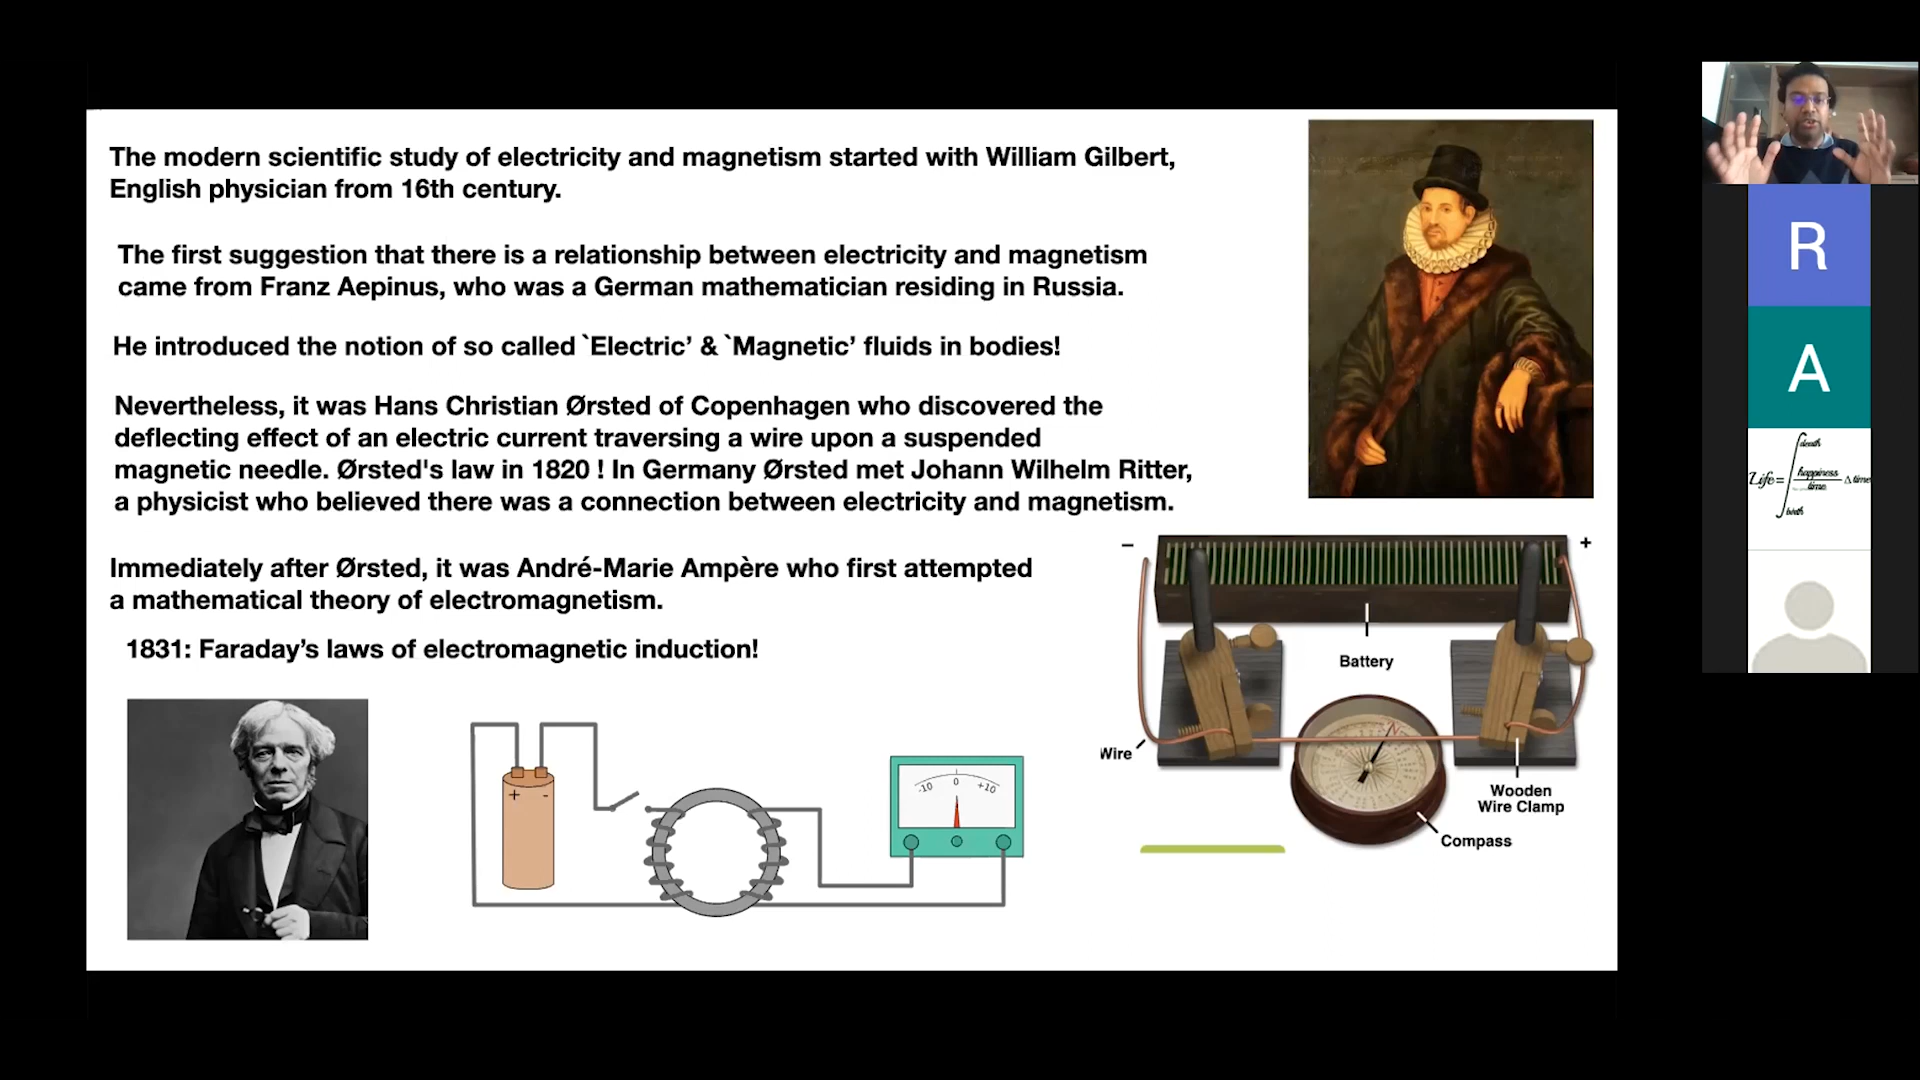 The modern scientific study of electricity and magnetism started with William Gilbert,
English physician from 16th century.
The first suggestion that there is a relationship between electricity and magnetism
came from Franz Aepinus, who was a German mathematician residing in Russia.
He introduced the notion of so called `Electric’ & `Magnetic’ fluids in bodies!
Nevertheless, it was Hans Christian Ørsted of Copenhagen who discovered the
deflecting effect of an electric current traversing a wire upon a suspended
magnetic needle. Ørsted's law in 1820 ! In Germany Ørsted met Johann Wilhelm Ritter,
a physicist who believed there was a connection between electricity and magnetism.
Immediately after Ørsted, it was André-Marie Ampère who first attempted
a mathematical theory of electromagnetism.
1831: Faraday’s laws of electromagnetic induction!
+ -
-10 0 +10
− +
Battery
Wire
N
Wooden
Wire Clamp
Compass
R
A
death
Life = ∫ happiness
time Δ time
birth